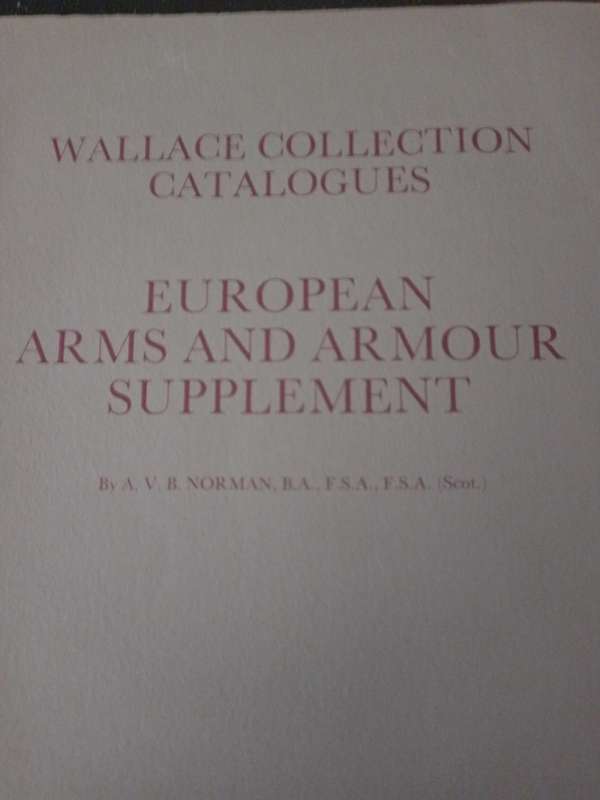 WALLACE COLLECTION
CATALOGUES
EUROPEAN
ARMS AND ARMOUR
SUPPLEMENT
By A. V. B. NORMAN, B.A., F.S.A., F.S.A. (Scot.)